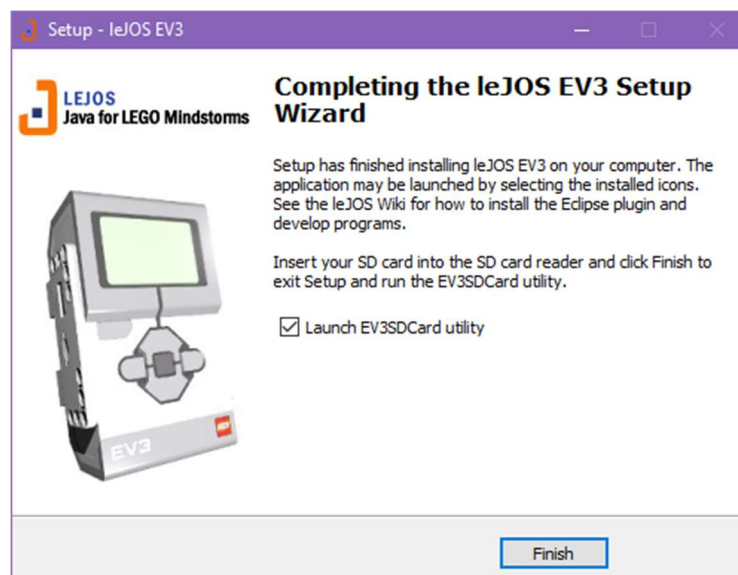 Setup - leJOS EV3
LEJOS
Java for LEGO Mindstorms
Completing the leJOS EV3 Setup
Wizard
Setup has finished installing leJOS EV3 on your computer. The
application may be launched by selecting the installed icons.
See the leJOS Wiki for how to install the Eclipse plugin and
develop programs.
Insert your SD card into the SD card reader and click Finish to
exit Setup and run the EV3SDCard utility.
Launch EV3SDCard utility
EV3
Finish